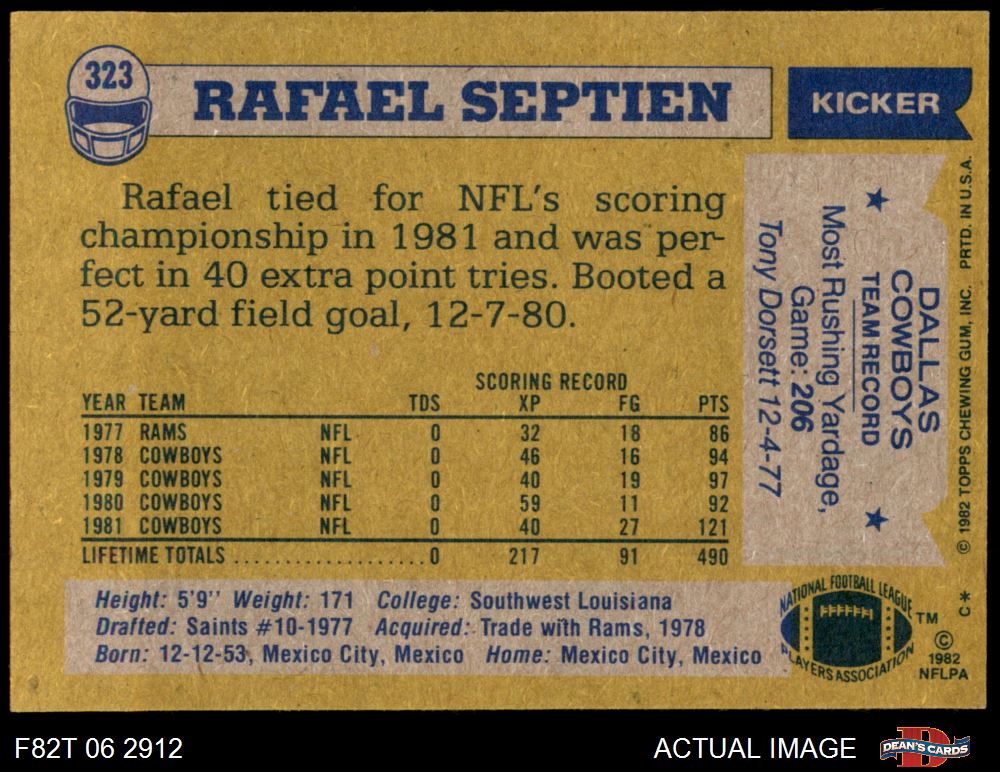 323
RAFAEL SEPTIEN
KICKER
Rafael tied for NFL's scoring
championship in 1981 and was per-
fect in 40 extra point tries. Booted a
52-yard field goal, 12-7-80.
SCORING RECORD
YEAR TEAM TDS XP FG PTS
1977 RAMS NFL 0 32 18 86
1978 COWBOYS NFL 0 46 16 94
1979 COWBOYS NFL 0 40 19 97
1980 COWBOYS NFL 0 59 11 92
1981 COWBOYS NFL 0 40 27 121
LIFETIME TOTALS ................... 0 217 91 490
Height: 5'9" Weight: 171 College: Southwest Louisiana
Drafted: Saints #10-1977 Acquired: Trade with Rams, 1978
Born: 12-12-53, Mexico City, Mexico Home: Mexico City, Mexico
DALLAS
COWBOYS
TEAM RECORD
Most Rushing Yardage,
Game: 206
Tony Dorsett 12-4-77
© 1982 TOPPS CHEWING GUM, INC. PRTD. IN U.S.A.
C*
NATIONAL FOOTBALL LEAGUE
PLAYERS ASSOCIATION
TM
©
1982
NFLPA
F82T 06 2912
ACTUAL IMAGE
DEAN'S CARDS